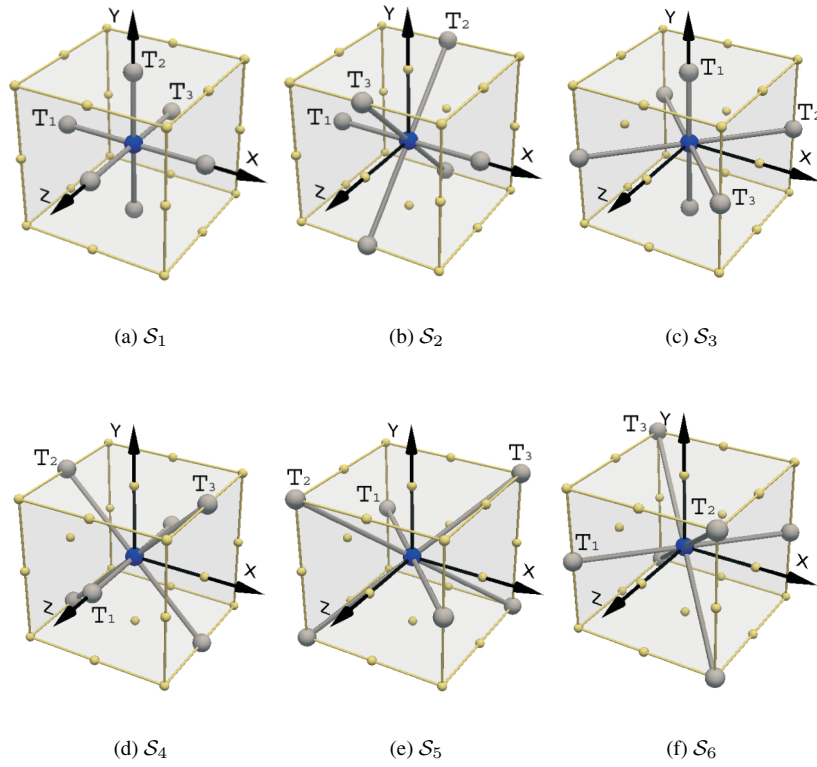 Y
T₂
T₃
T₁
X
Z
(a) S₁
Y
T₂
T₃
T₁
X
Z
(b) S₂
Y
T₁
T₂
X
Z
T₃
(c) S₃
Y
T₂
T₃
X
Z
T₁
(d) S₄
Y
T₃
T₂
T₁
X
Z
(e) S₅
T₃
Y
T₂
T₁
X
Z
(f) S₆